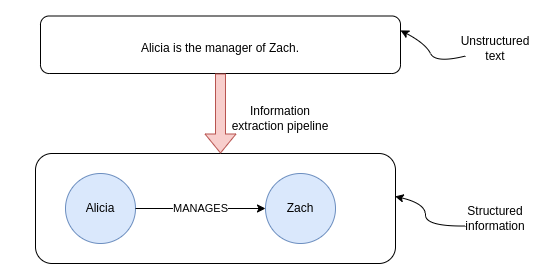 Alicia is the manager of Zach.
Unstructured
text
Information
extraction pipeline
Alicia
MANAGES
Zach
Structured
information